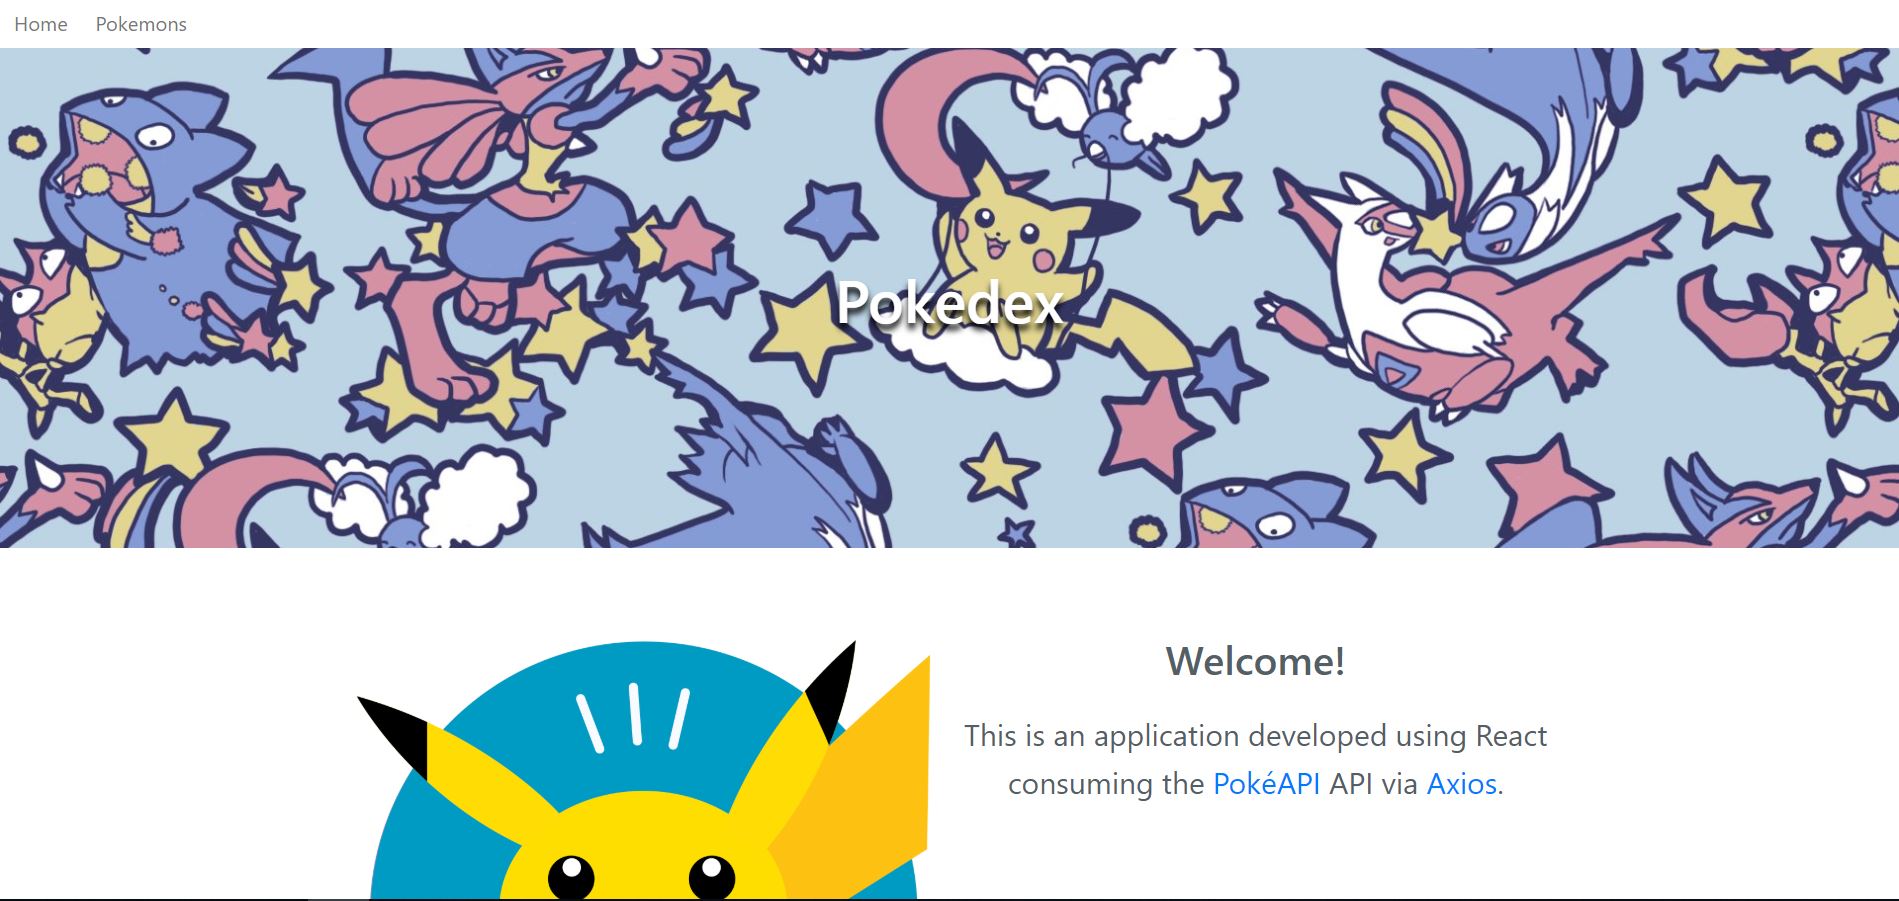 Home Pokemons
Pokedex
Welcome!
This is an application developed using React
consuming the PokéAPI API via Axios.